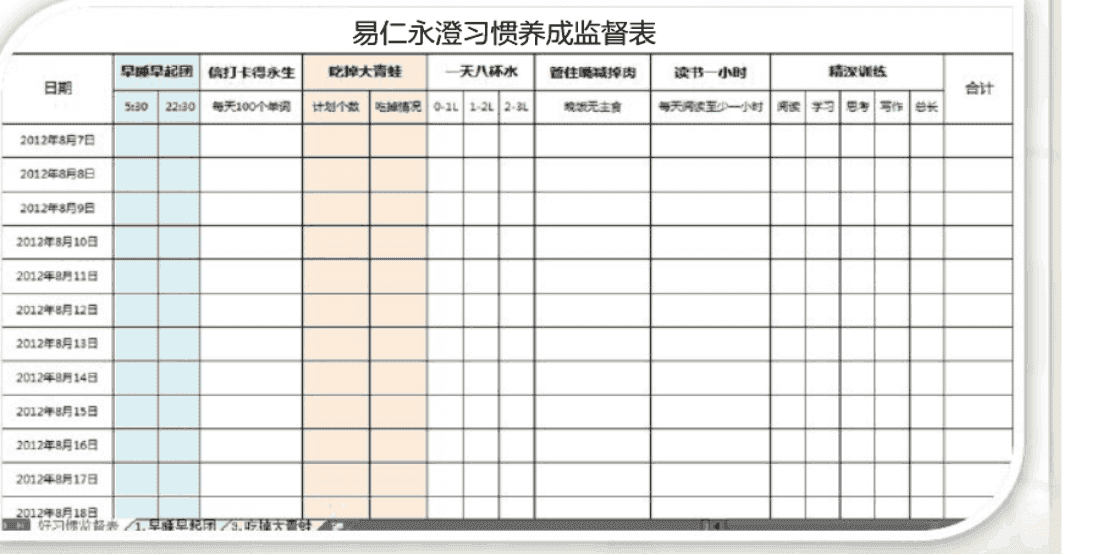 易仁永澄习惯养成监督表
日期 早睡早起团 信打卡得永生 吃掉大青蛙 一天八杯水 管住嘴喊掉肉 读书一小时 精深训练 合计
5:30 22:30 每天100个单词 计划个数 吃掉情况 0-1L 1-2L 2-3L 晚饭无主食 每天阅读至少一小时 阅读 学习 思考 写作 总长
2012年8月7日
2012年8月8日
2012年8月9日
2012年8月10日
2012年8月11日
2012年8月12日
2012年8月13日
2012年8月14日
2012年8月15日
2012年8月16日
2012年8月17日
2012年8月18日
好习惯监督表 1.早睡早起团 3.吃掉大青蛙